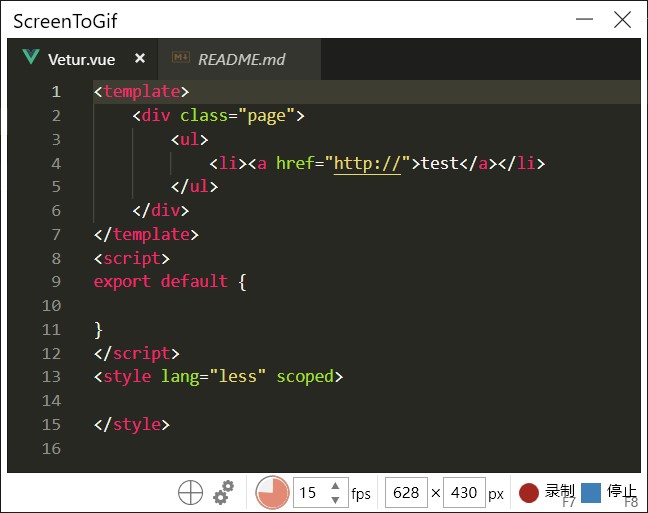 ScreenToGif
Vetur.vue README.md
1 <template>
2     <div class="page">
3         <ul>
4             <li><a href="http://">test</a></li>
5         </ul>
6     </div>
7 </template>
8 <script>
9 export default {
10
11 }
12 </script>
13 <style lang="less" scoped>
14
15 </style>
16
15 fps 628 × 430 px 录制 F7 停止 F8